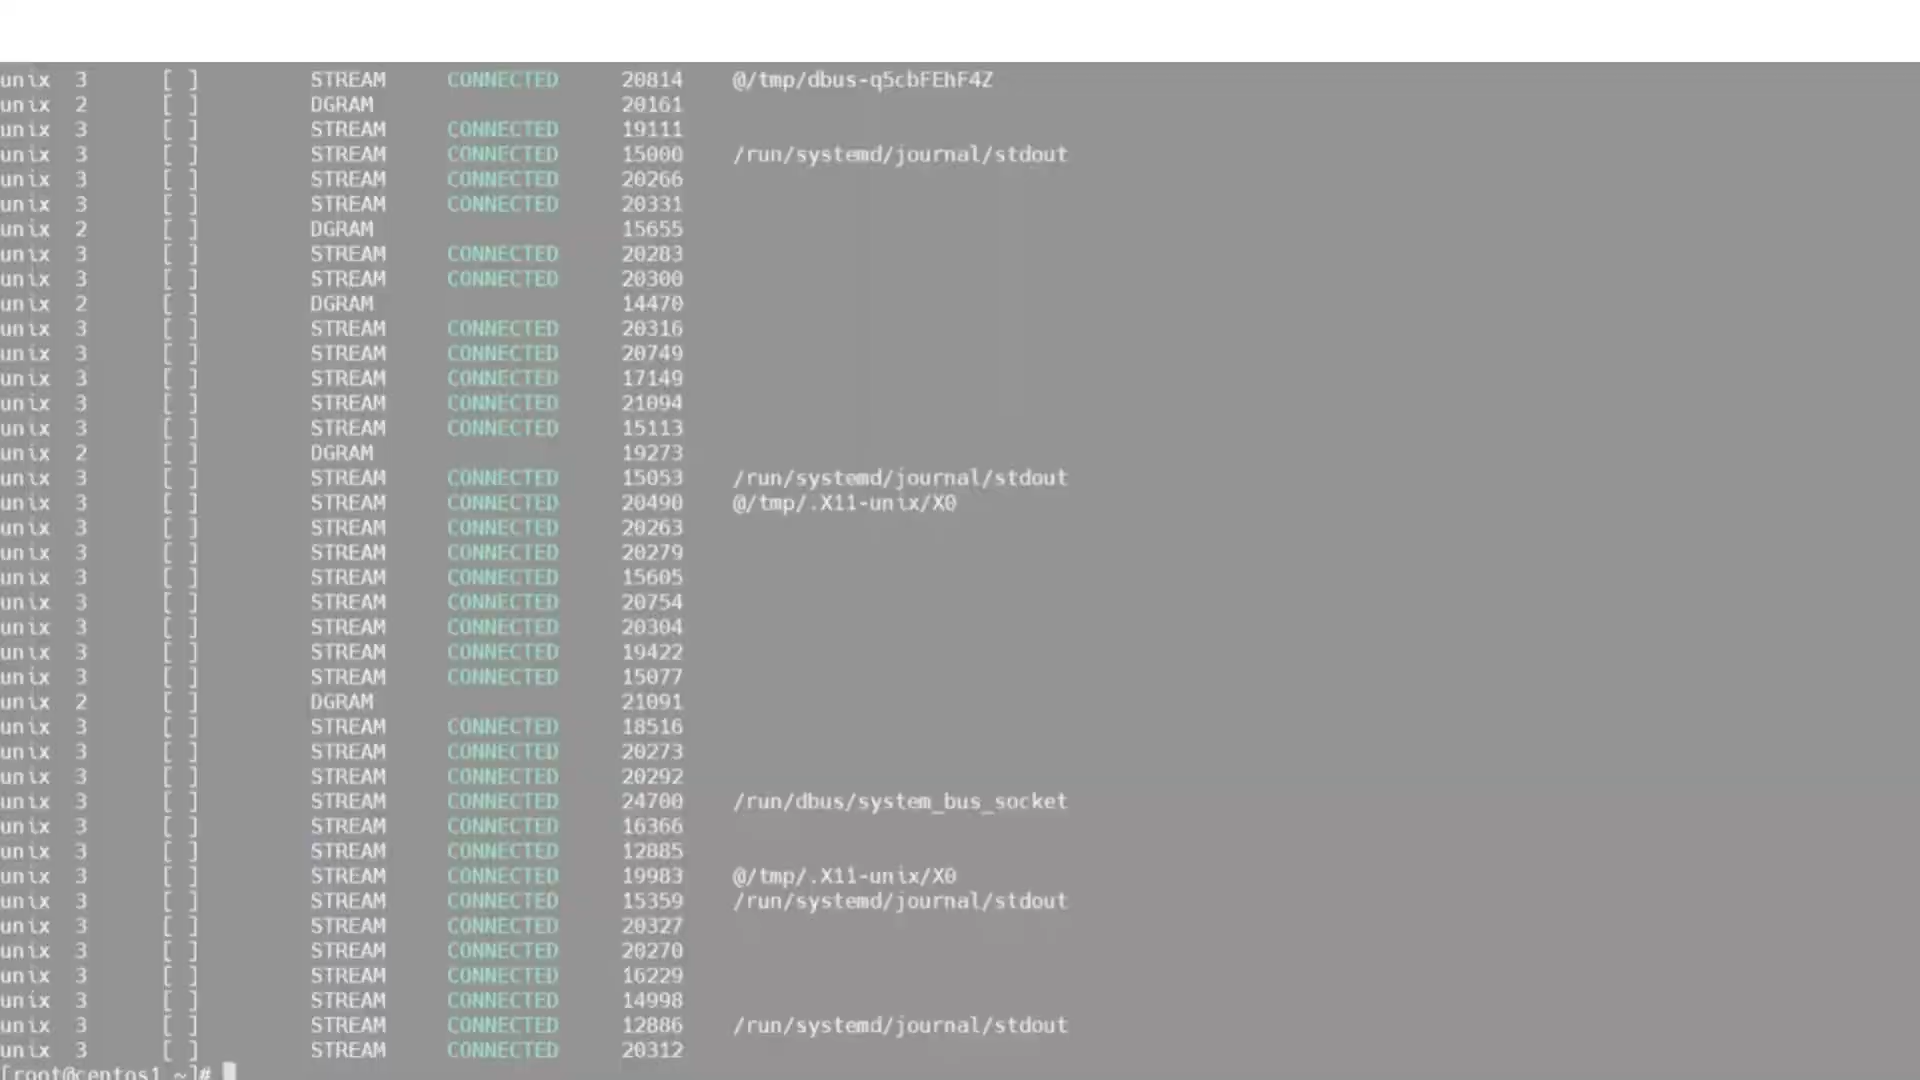 unix 3 [ ] STREAM CONNECTED 20814 @/tmp/dbus-q5cbFEhF4Z
unix 2 [ ] DGRAM 20161
unix 3 [ ] STREAM CONNECTED 19111
unix 3 [ ] STREAM CONNECTED 15000 /run/systemd/journal/stdout
unix 3 [ ] STREAM CONNECTED 20266
unix 3 [ ] STREAM CONNECTED 20331
unix 2 [ ] DGRAM 15655
unix 3 [ ] STREAM CONNECTED 20283
unix 3 [ ] STREAM CONNECTED 20300
unix 2 [ ] DGRAM 14470
unix 3 [ ] STREAM CONNECTED 20316
unix 3 [ ] STREAM CONNECTED 20749
unix 3 [ ] STREAM CONNECTED 17149
unix 3 [ ] STREAM CONNECTED 21094
unix 3 [ ] STREAM CONNECTED 15113
unix 2 [ ] DGRAM 19273
unix 3 [ ] STREAM CONNECTED 15053 /run/systemd/journal/stdout
unix 3 [ ] STREAM CONNECTED 20490 @/tmp/.X11-unix/X0
unix 3 [ ] STREAM CONNECTED 20263
unix 3 [ ] STREAM CONNECTED 20279
unix 3 [ ] STREAM CONNECTED 15605
unix 3 [ ] STREAM CONNECTED 20754
unix 3 [ ] STREAM CONNECTED 20304
unix 3 [ ] STREAM CONNECTED 19422
unix 3 [ ] STREAM CONNECTED 15077
unix 2 [ ] DGRAM 21091
unix 3 [ ] STREAM CONNECTED 18516
unix 3 [ ] STREAM CONNECTED 20273
unix 3 [ ] STREAM CONNECTED 20292
unix 3 [ ] STREAM CONNECTED 24700 /run/dbus/system_bus_socket
unix 3 [ ] STREAM CONNECTED 16366
unix 3 [ ] STREAM CONNECTED 12885
unix 3 [ ] STREAM CONNECTED 19983 @/tmp/.X11-unix/X0
unix 3 [ ] STREAM CONNECTED 15359 /run/systemd/journal/stdout
unix 3 [ ] STREAM CONNECTED 20327
unix 3 [ ] STREAM CONNECTED 20270
unix 3 [ ] STREAM CONNECTED 16229
unix 3 [ ] STREAM CONNECTED 14998
unix 3 [ ] STREAM CONNECTED 12886 /run/systemd/journal/stdout
unix 3 [ ] STREAM CONNECTED 20312
[root@centos1 ~]#